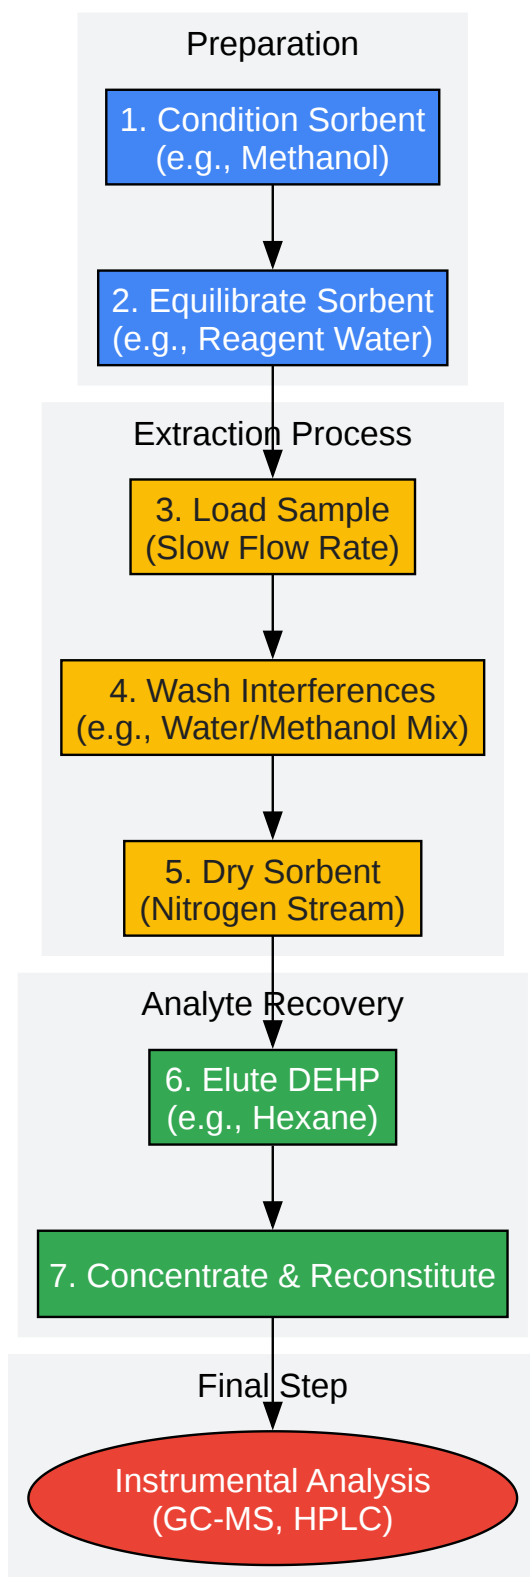 Preparation
1. Condition Sorbent
(e.g., Methanol)
2. Equilibrate Sorbent
(e.g., Reagent Water)
Extraction Process
3. Load Sample
(Slow Flow Rate)
4. Wash Interferences
(e.g., Water/Methanol Mix)
5. Dry Sorbent
(Nitrogen Stream)
Analyte Recovery
6. Elute DEHP
(e.g., Hexane)
7. Concentrate & Reconstitute
Final Step
Instrumental Analysis
(GC-MS, HPLC)